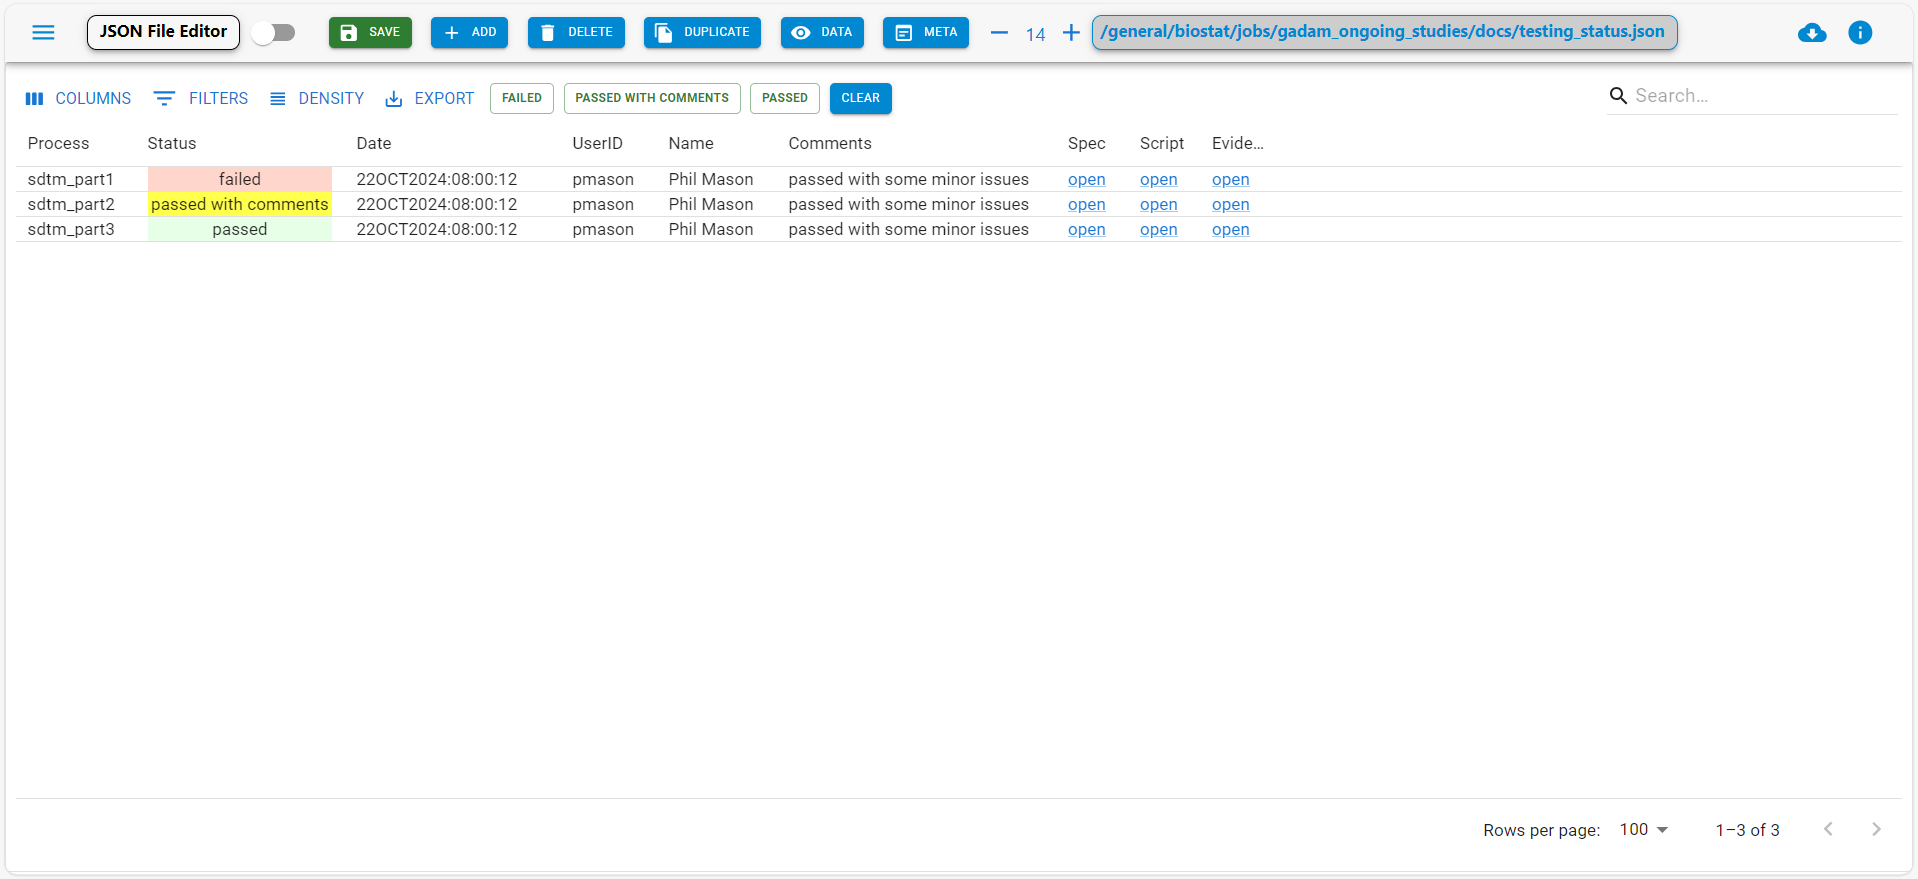 JSON File Editor SAVE ADD DELETE DUPLICATE DATA META 14 /general/biostat/jobs/gadam_ongoing_studies/docs/testing_status.json
COLUMNS FILTERS DENSITY EXPORT FAILED PASSED WITH COMMENTS PASSED CLEAR Search...
Process Status Date UserID Name Comments Spec Script Evide...
sdtm_part1 failed 22OCT2024:08:00:12 pmason Phil Mason passed with some minor issues open open open
sdtm_part2 passed with comments 22OCT2024:08:00:12 pmason Phil Mason passed with some minor issues open open open
sdtm_part3 passed 22OCT2024:08:00:12 pmason Phil Mason passed with some minor issues open open open
Rows per page: 100 1–3 of 3